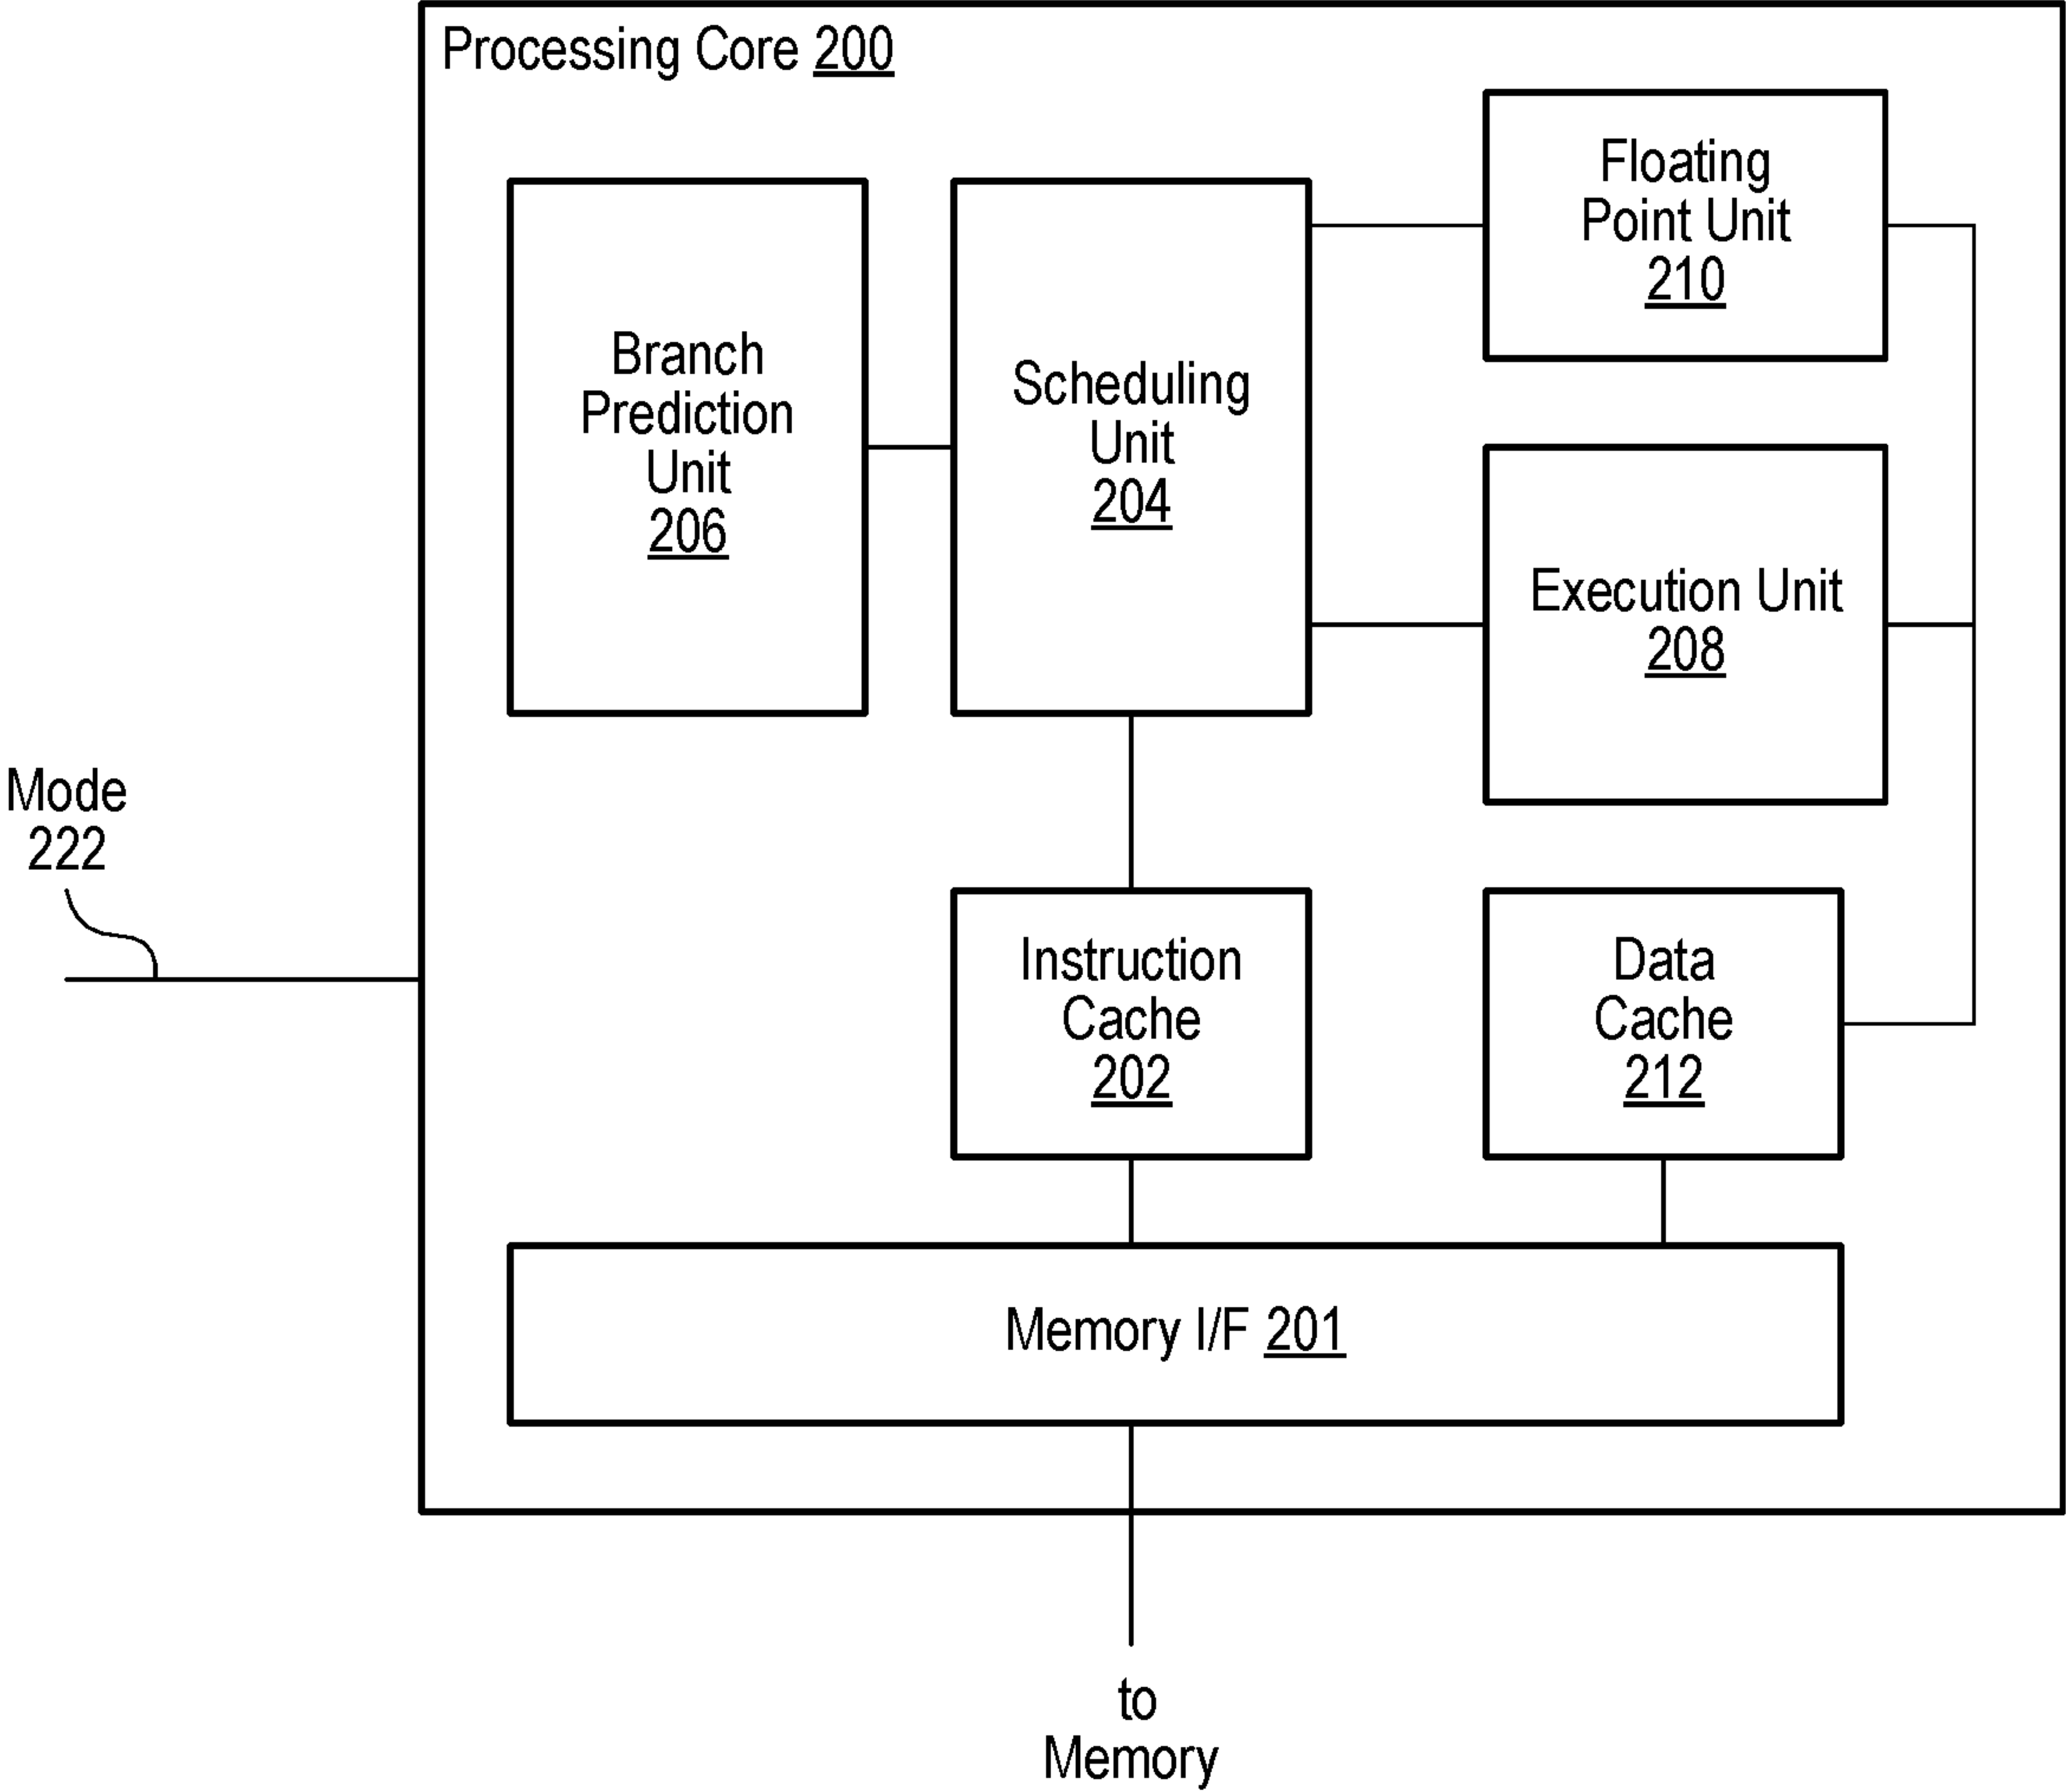 Processing Core 200
Floating
Point Unit
210
Branch
Prediction
Unit
206
Scheduling
Unit
204
Execution Unit
208
Mode
222
Instruction
Cache
202
Data
Cache
212
Memory I/F 201
to
Memory